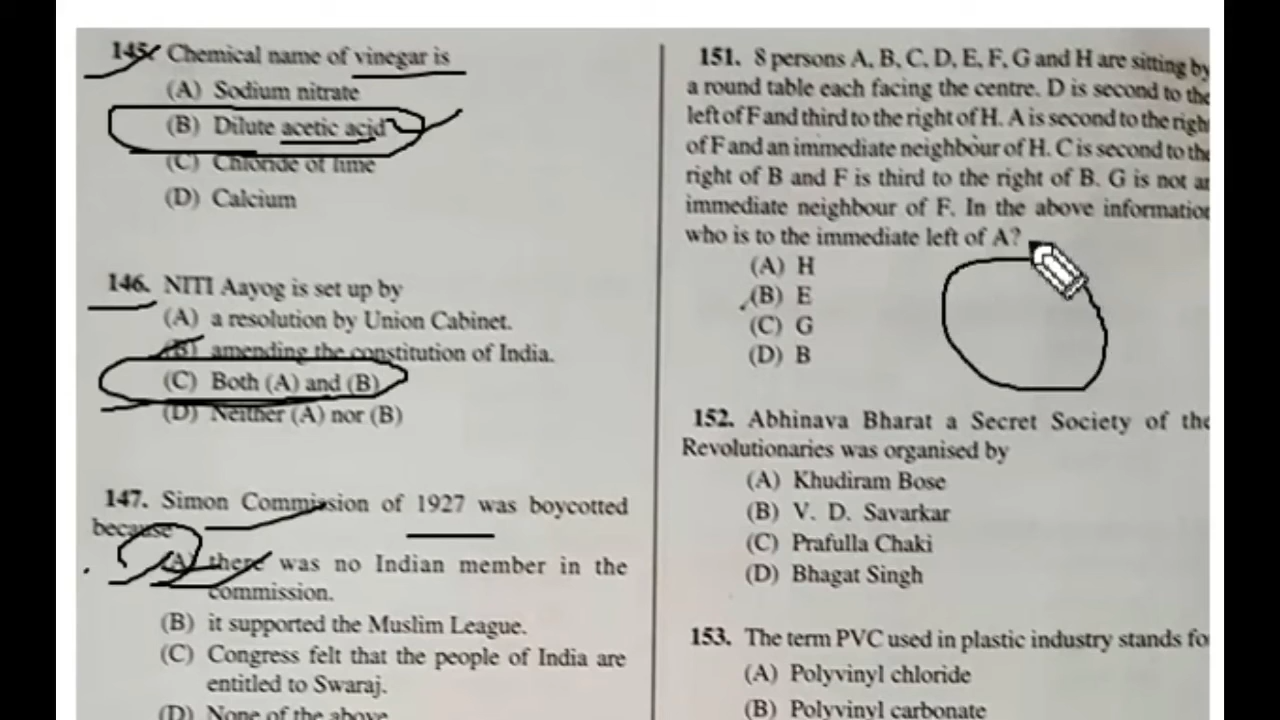 145. Chemical name of vinegar is
(A) Sodium nitrate
(B) Dilute acetic acid
(C) Chloride of lime
(D) Calcium
146. NITI Aayog is set up by
(A) a resolution by Union Cabinet.
(B) amending the constitution of India.
(C) Both (A) and (B)
(D) Neither (A) nor (B)
147. Simon Commission of 1927 was boycotted
because
(A) there was no Indian member in the
commission.
(B) it supported the Muslim League.
(C) Congress felt that the people of India are
entitled to Swaraj.
(D) None of the above
151. 8 persons A, B, C, D, E, F, G and H are sitting by
a round table each facing the centre. D is second to the
left of F and third to the right of H. A is second to the right
of F and an immediate neighbour of H. C is second to the
right of B and F is third to the right of B. G is not an
immediate neighbour of F. In the above information
who is to the immediate left of A?
(A) H
(B) E
(C) G
(D) B
152. Abhinava Bharat a Secret Society of the
Revolutionaries was organised by
(A) Khudiram Bose
(B) V. D. Savarkar
(C) Prafulla Chaki
(D) Bhagat Singh
153. The term PVC used in plastic industry stands fo
(A) Polyvinyl chloride
(B) Polyvinyl carbonate